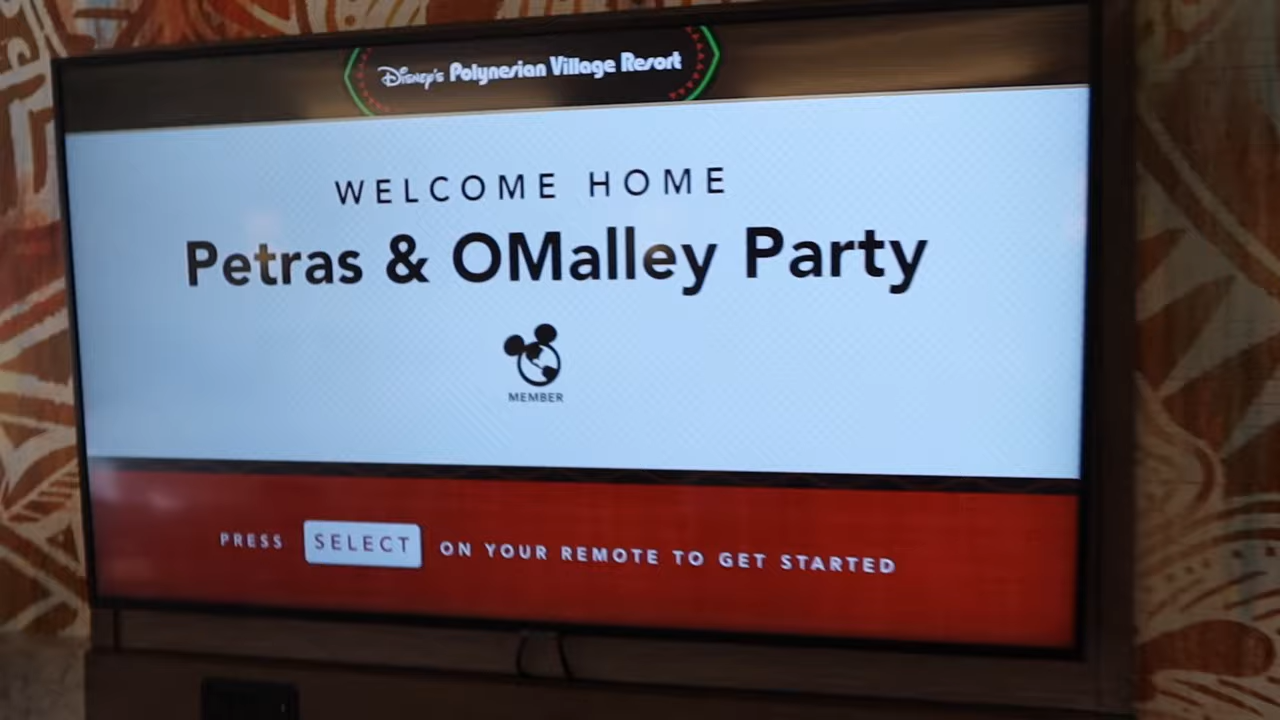 Disney's Polynesian Village Resort
WELCOME HOME
Petras & OMalley Party
MEMBER
PRESS SELECT ON YOUR REMOTE TO GET STARTED